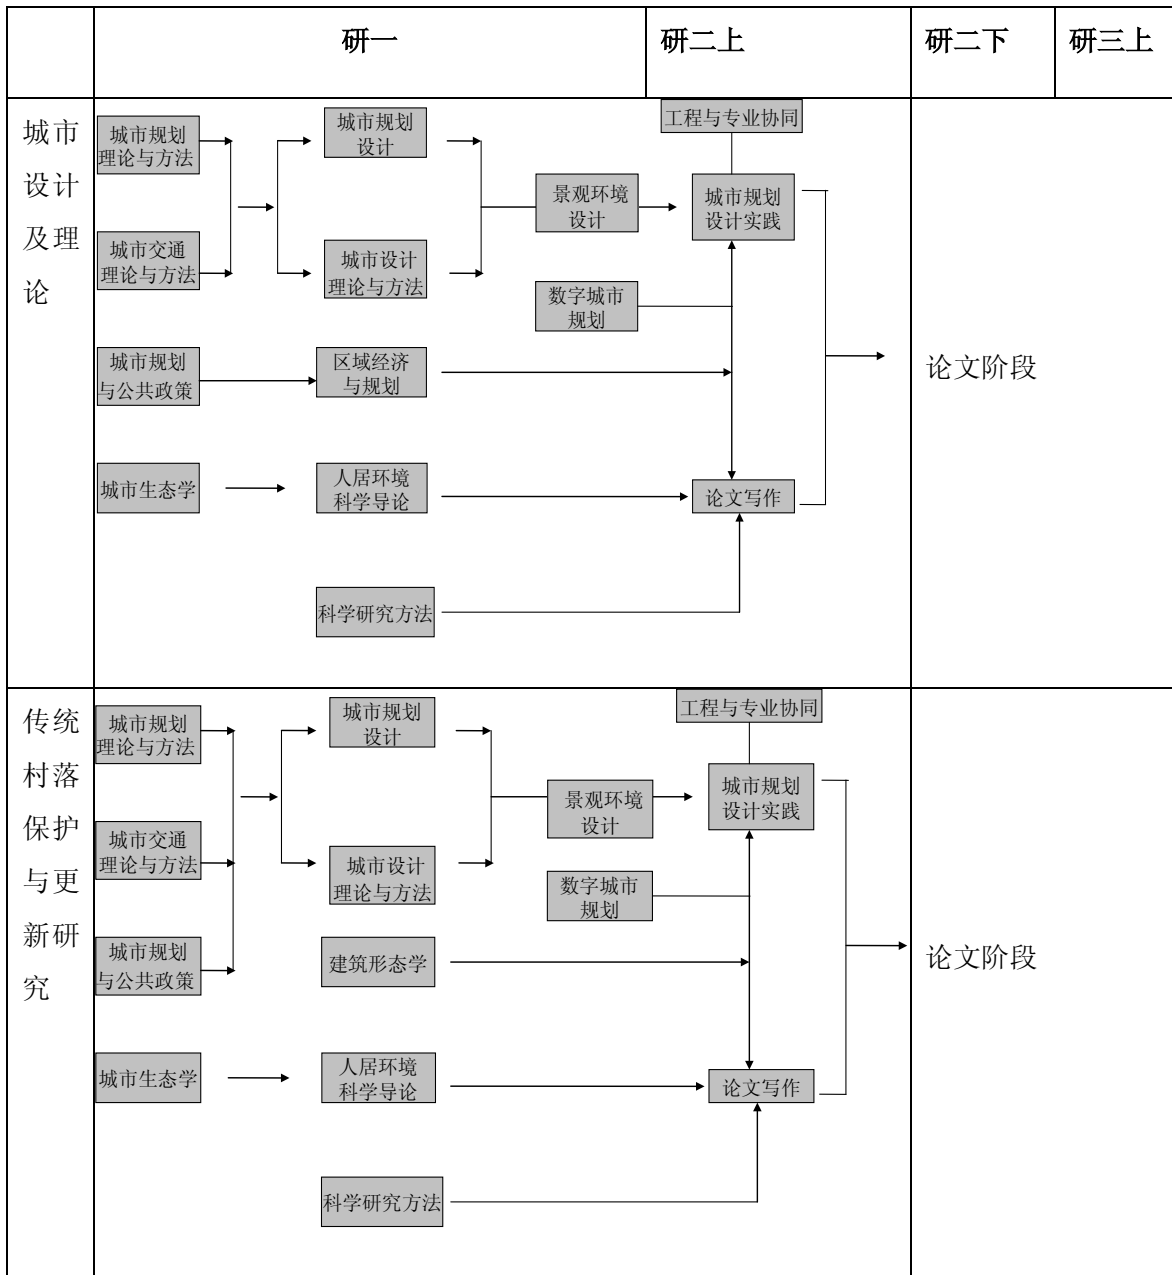 研一
研二上
研二下
研三上
城市
设计
及理
论
城市规划
理论与方法
城市交通
理论与方法
城市规划
与公共政策
城市生态学
城市规划
设计
城市设计
理论与方法
区域经济
与规划
人居环境
科学导论
科学研究方法
景观环境
设计
数字城市
规划
工程与专业协同
城市规划
设计实践
论文写作
论文阶段
传统
村落
保护
与更
新研
究
城市规划
理论与方法
城市交通
理论与方法
城市规划
与公共政策
城市生态学
城市规划
设计
城市设计
理论与方法
建筑形态学
人居环境
科学导论
科学研究方法
景观环境
设计
数字城市
规划
工程与专业协同
城市规划
设计实践
论文写作
论文阶段